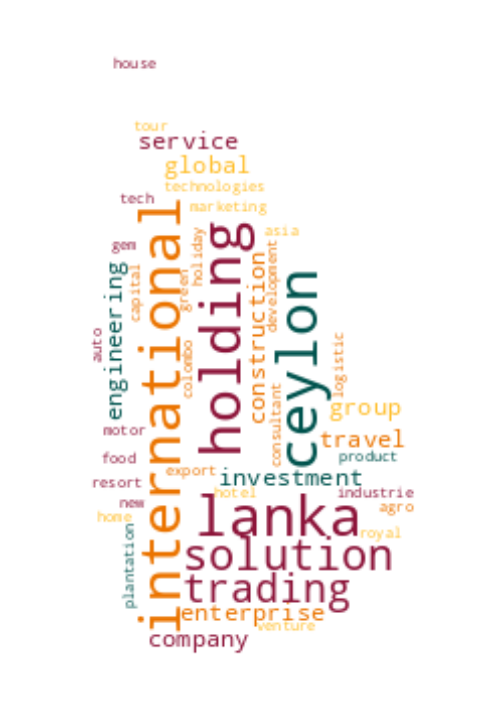 house
tour
service
global
technologies
tech
marketing
international
holding
asia
gem
holiday
development
construction
engineering
capital
green
ceylon
auto
colombo
logistic
consultant
group
motor
travel
product
food
export
investment
resort
hotel
industrie
new
lanka
agro
home
plantation
royal
solution
trading
enterprise
venture
company